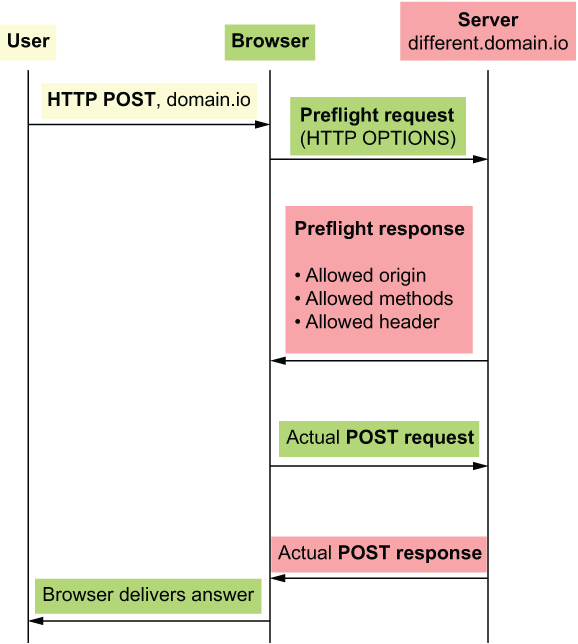 User
Browser
Server
different.domain.io
HTTP POST, domain.io
Preflight request
(HTTP OPTIONS)
Preflight response
• Allowed origin
• Allowed methods
• Allowed header
Actual POST request
Actual POST response
Browser delivers answer